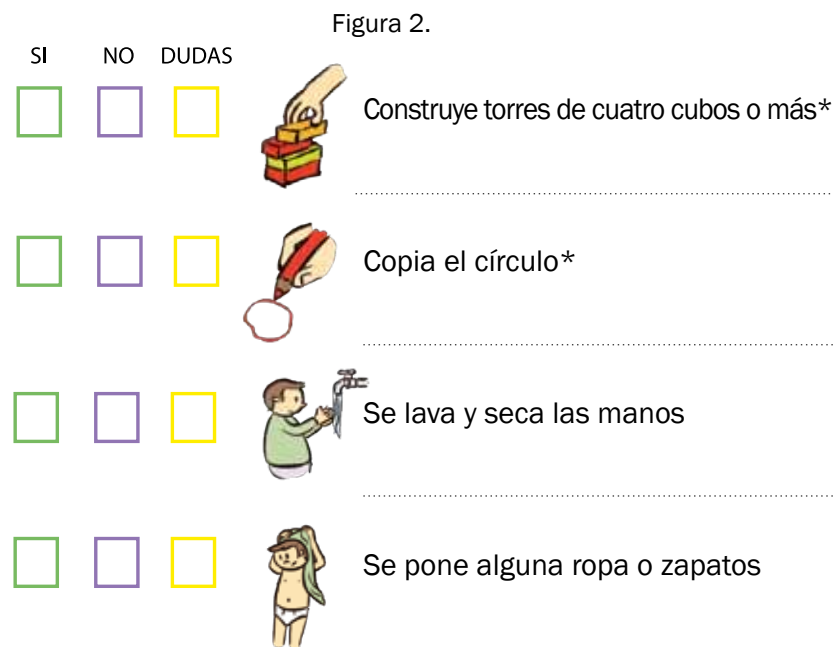 Figura 2.
SI NO DUDAS
Construye torres de cuatro cubos o más*
Copia el círculo*
Se lava y seca las manos
Se pone alguna ropa o zapatos